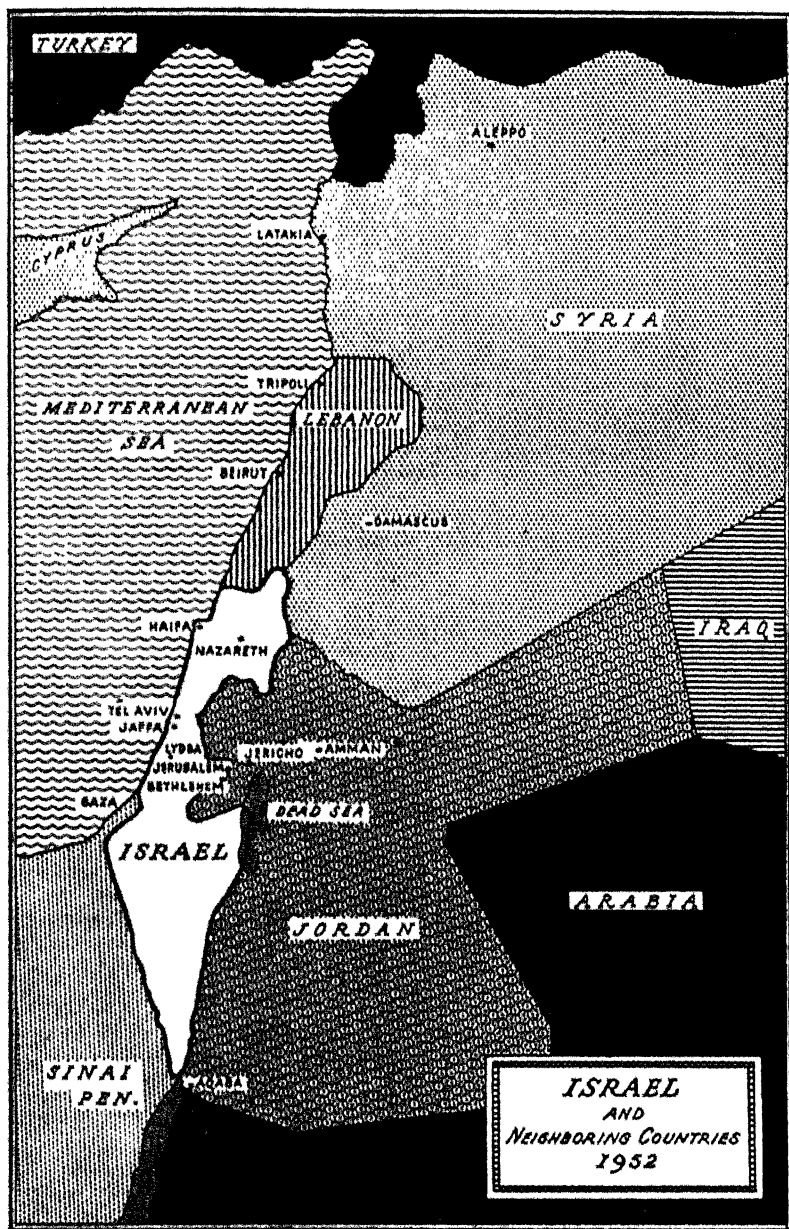 TURKEY
ALEPPO
LATAKIA
CYPRUS
SYRIA
TRIPOLI
MEDITERRANEAN
SEA
LEBANON
BEIRUT
DAMASCUS
HAIFA
NAZARETH
IRAQ
TEL AVIV
JAFFA
LYDDA
JERICHO
AMMAN
JERUSALEM
BETHLEHEM
GAZA
DEAD SEA
ISRAEL
ARABIA
JORDAN
SINAI
PEN.
AQABA
ISRAEL
AND
NEIGHBORING COUNTRIES
1952